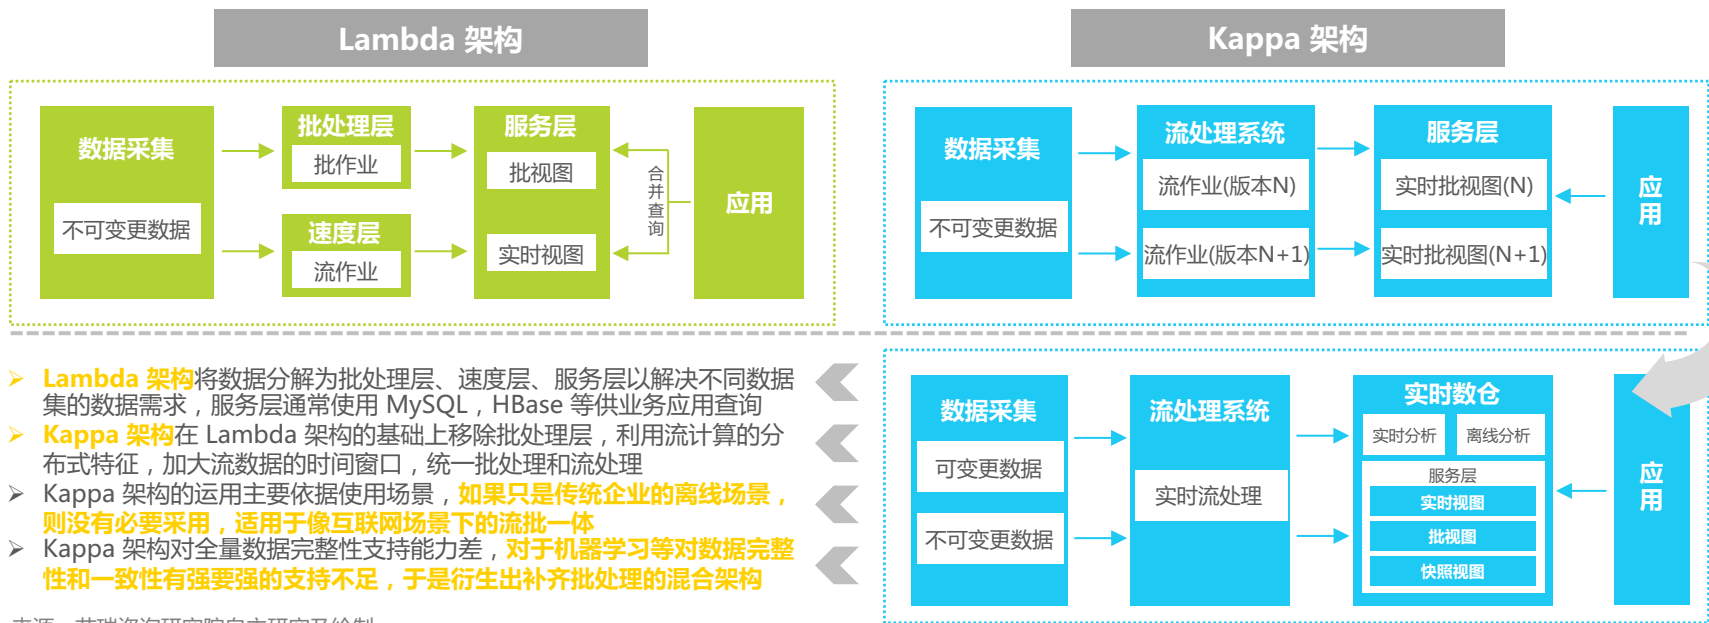 Lambda 架构
Kappa 架构
数据采集
不可变更数据
批处理层
批作业
速度层
流作业
服务层
批视图
实时视图
合并查询
应用
数据采集
不可变更数据
流处理系统
流作业(版本N)
流作业(版本N+1)
服务层
实时批视图(N)
实时批视图(N+1)
应用
Lambda 架构将数据分解为批处理层、速度层、服务层以解决不同数据
集的数据需求，服务层通常使用 MySQL，HBase 等供业务应用查询
Kappa 架构在 Lambda 架构的基础上移除批处理层，利用流计算的分
布式特征，加大流数据的时间窗口，统一批处理和流处理
Kappa 架构的运用主要依据使用场景，如果只是传统企业的离线场景，
则没有必要采用，适用于像互联网场景下的流批一体
Kappa 架构对全量数据完整性支持能力差，对于机器学习等对数据完整
性和一致性有强要强的支持不足，于是衍生出补齐批处理的混合架构
数据采集
可变更数据
不可变更数据
流处理系统
实时流处理
实时数仓
实时分析
离线分析
服务层
实时视图
批视图
快照视图
应用